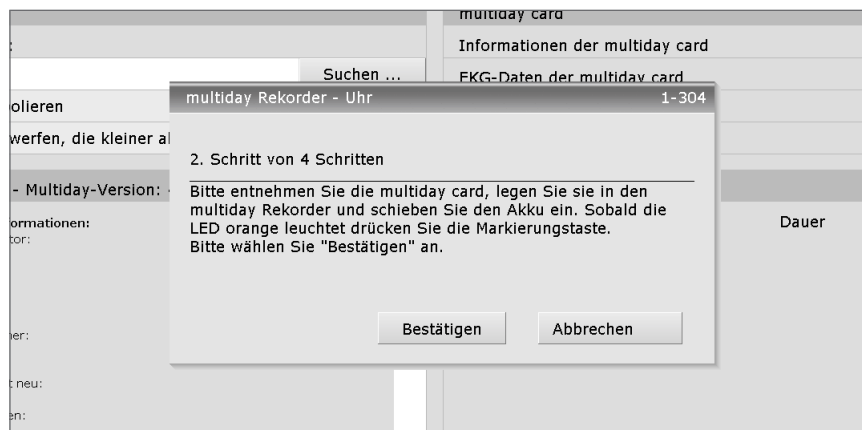 multiday card
:
Informationen der multiday card
Suchen ...
EKG-Daten der multiday card
olieren
werfen, die kleiner al
multiday Rekorder - Uhr
1-304
2. Schritt von 4 Schritten
Bitte entnehmen Sie die multiday card, legen Sie sie in den
multiday Rekorder und schieben Sie den Akku ein. Sobald die
LED orange leuchtet drücken Sie die Markierungstaste.
Bitte wählen Sie "Bestätigen" an.
Bestätigen
Abbrechen
- Multiday-Version:
ormationen:
tor:
Dauer
ner:
t neu:
en: